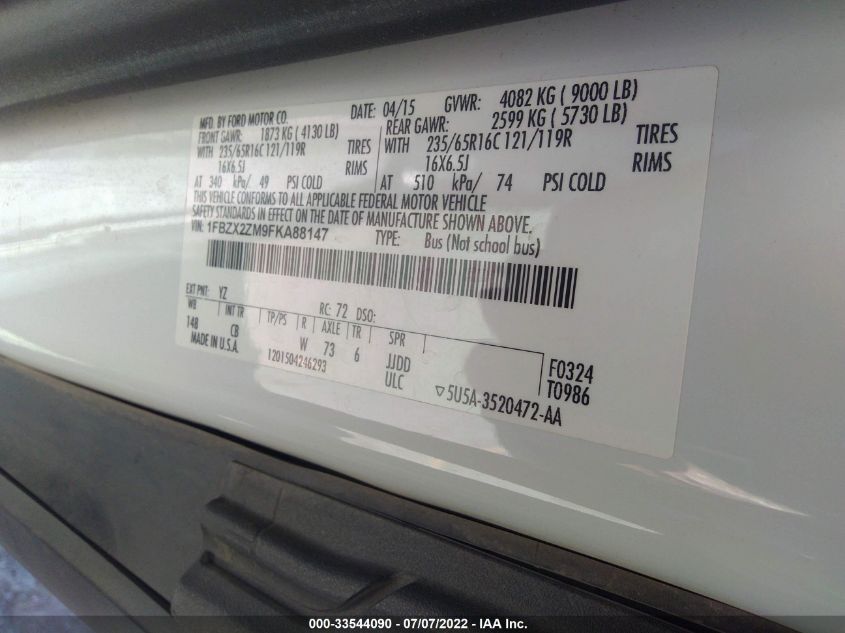 MFD. BY FORD MOTOR CO.
DATE: 04/15 GVWR: 4082 KG ( 9000 LB)
FRONT GAWR: 1873 KG ( 4130 LB) REAR GAWR: 2599 KG ( 5730 LB)
WITH 235/65R16C 121/119R TIRES WITH 235/65R16C 121/119R TIRES
16X6.5J RIMS 16X6.5J RIMS
AT 340 kPa/ 49 PSI COLD AT 510 kPa/ 74 PSI COLD
THIS VEHICLE CONFORMS TO ALL APPLICABLE FEDERAL MOTOR VEHICLE
SAFETY STANDARDS IN EFFECT ON THE DATE OF MANUFACTURE SHOWN ABOVE.
VIN: 1FBZX2ZM9FKA88147 TYPE: Bus (Not school bus)
EXT PNT: YZ RC: 72 DSO:
WB INT TR TP/PS R AXLE TR SPR
148 CB W 73 6 JJDD
MADE IN U.S.A. 1201504246293 ULC
F0324
T0986
▽5U5A-3520472-AA
000-33544090 - 07/07/2022 - IAA Inc.